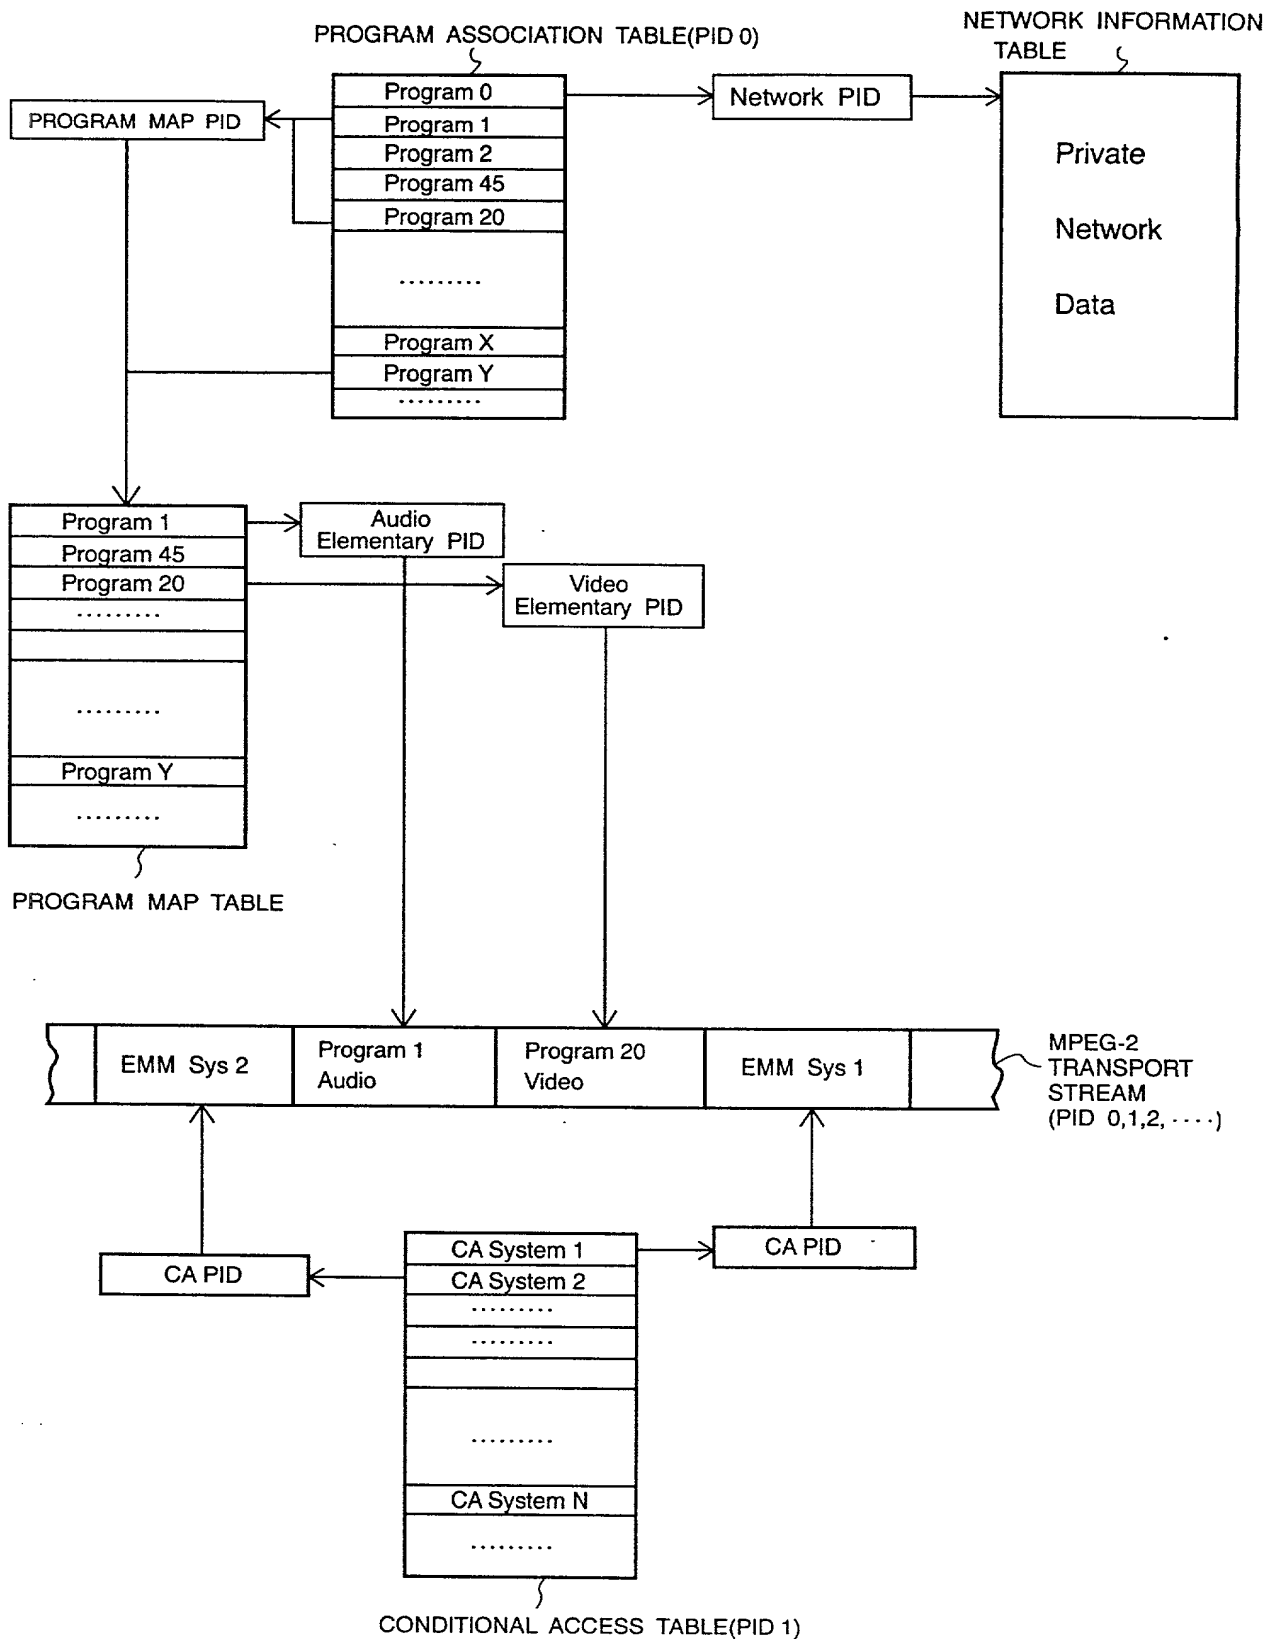 PROGRAM ASSOCIATION TABLE(PID 0)
NETWORK INFORMATION
TABLE
PROGRAM MAP PID
Program 0
Program 1
Program 2
Program 45
Program 20
.........
Program X
Program Y
.........
Network PID
Private
Network
Data
Program 1
Program 45
Program 20
.........
.........
Program Y
.........
PROGRAM MAP TABLE
Audio
Elementary PID
Video
Elementary PID
EMM Sys 2
Program 1
Audio
Program 20
Video
EMM Sys 1
MPEG-2
TRANSPORT
STREAM
(PID 0,1,2, ····)
CA PID
CA PID
CA System 1
CA System 2
.........
.........
.........
CA System N
.........
CONDITIONAL ACCESS TABLE(PID 1)